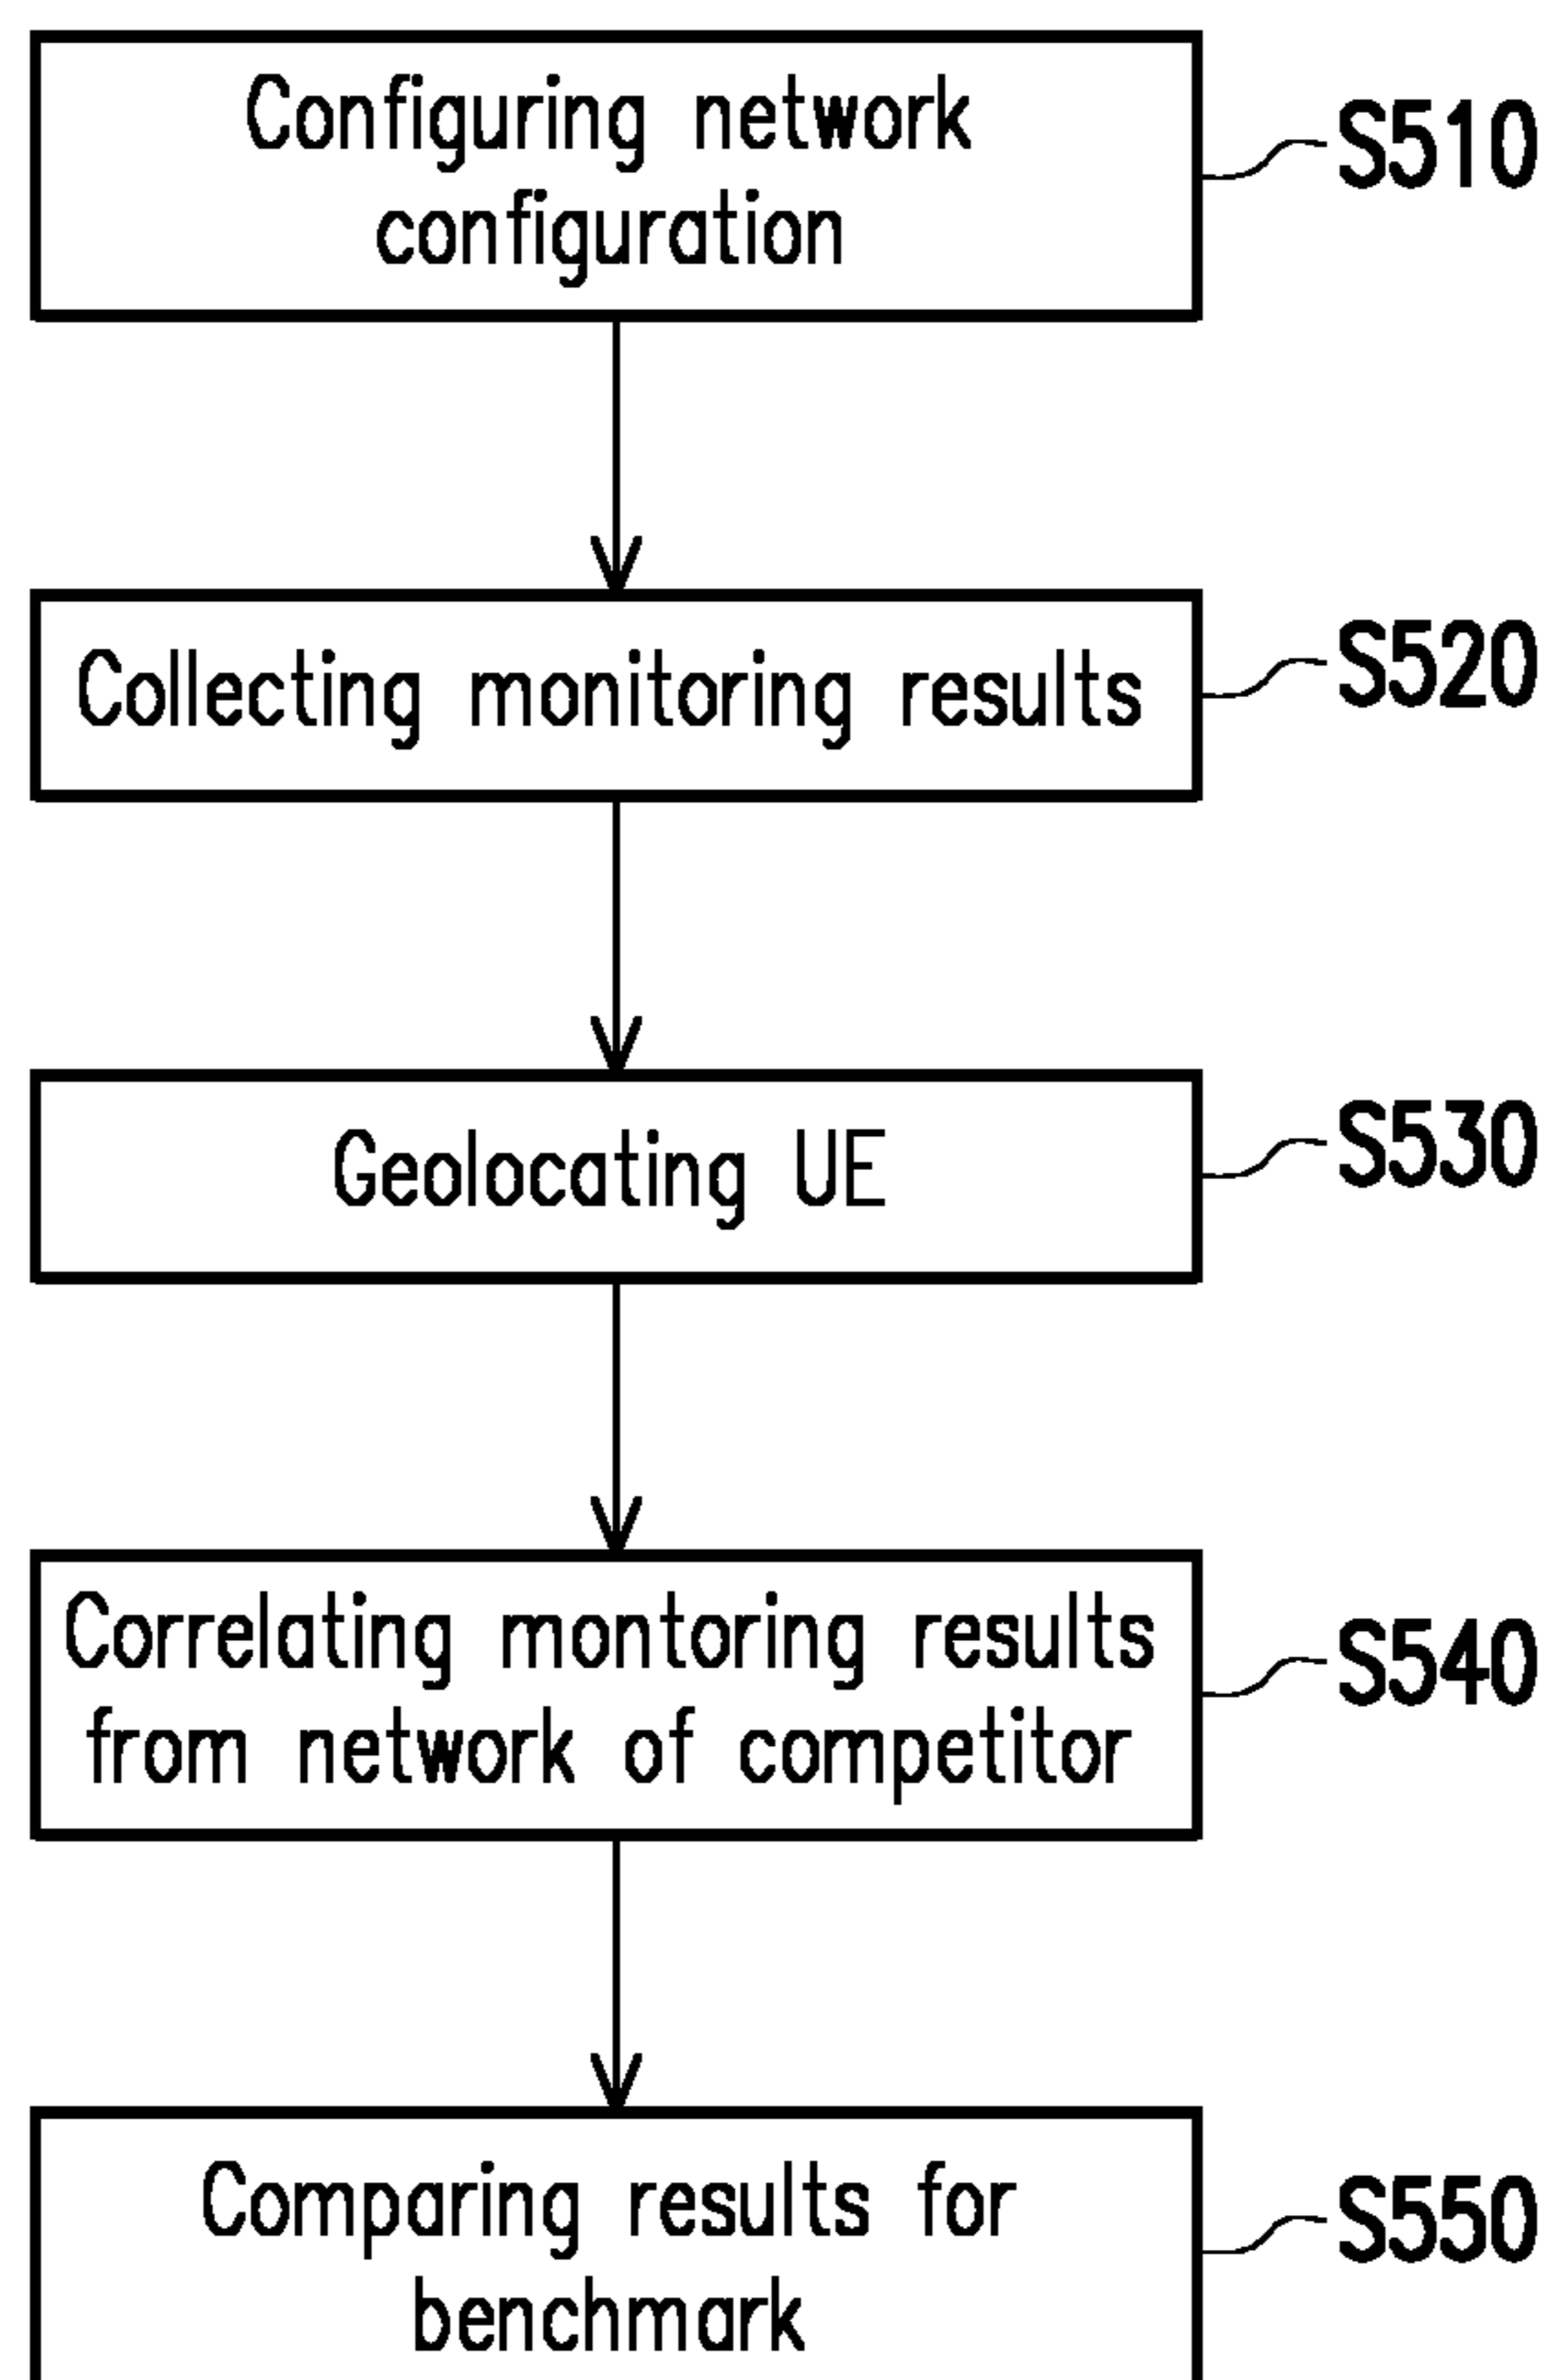 Configuring network
configuration
S510
Collecting monitoring results
S520
Geolocating UE
S530
Correlating montoring results
from network of competitor
S540
Comparing results for
benchmark
S550